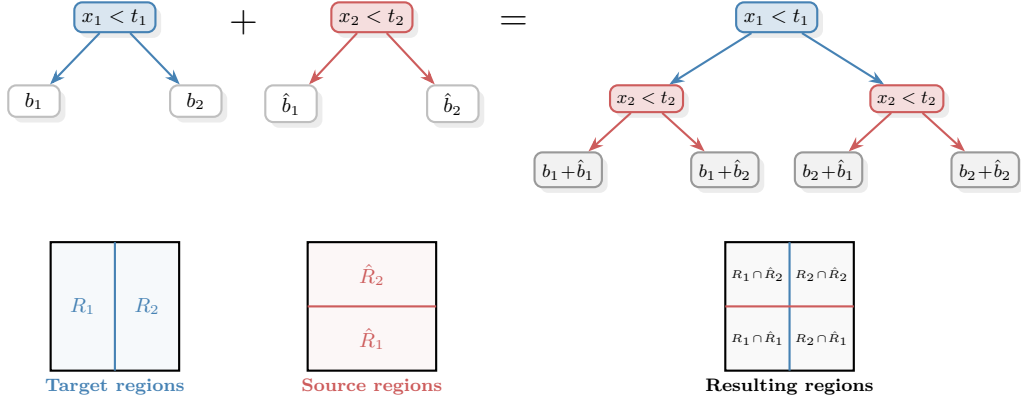 x₁ < t₁ + x₂ < t₂ = x₁ < t₁
b₁ b₂ b̂₁ b̂₂ x₂ < t₂ x₂ < t₂
b₁+b̂₁ b₁+b̂₂ b₂+b̂₁ b₂+b̂₂
R̂₂ R₁ ∩ R̂₂ R₂ ∩ R̂₂
R₁ R₂
R̂₁ R₁ ∩ R̂₁ R₂ ∩ R̂₁
Target regions Source regions Resulting regions